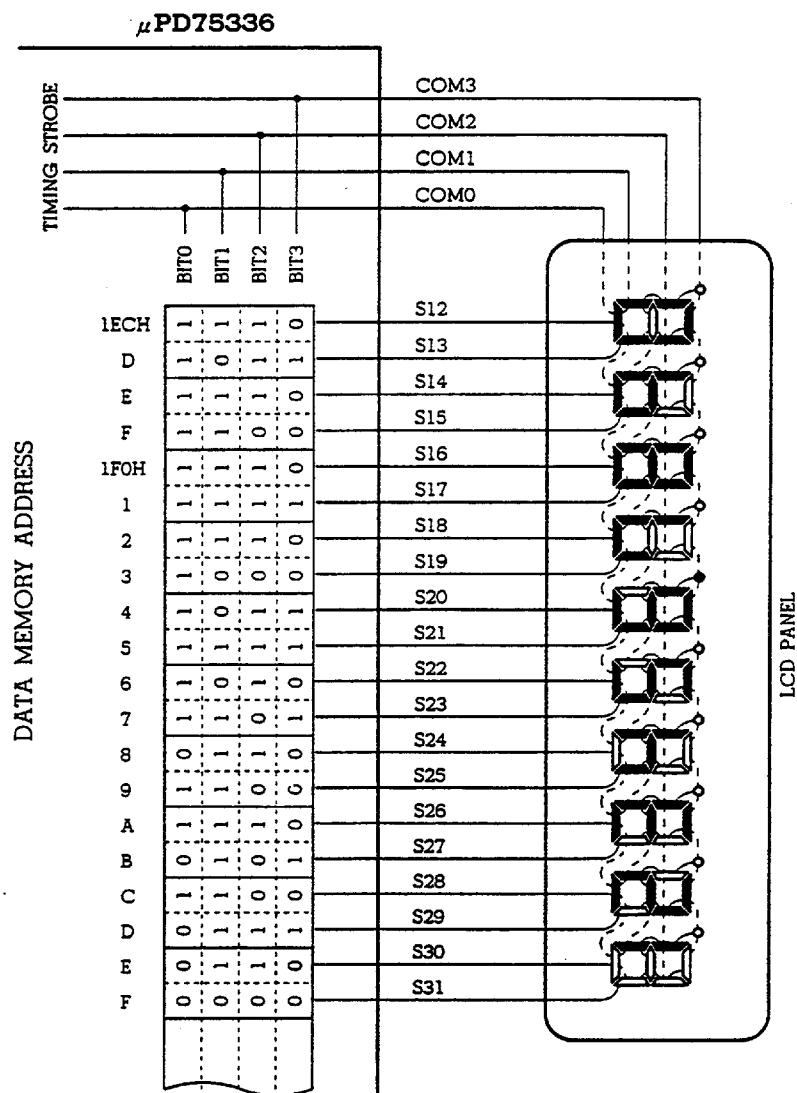 μPD75336
TIMING STROBE
COM3
COM2
COM1
COM0
BIT0 BIT1 BIT2 BIT3
DATA MEMORY ADDRESS
1ECH 1 1 1 0 S12
D 1 0 1 1 S13
E 1 1 1 0 S14
F 1 1 0 0 S15
1F0H 1 1 1 0 S16
1 1 1 1 1 S17
2 1 1 1 0 S18
3 1 0 0 0 S19
4 1 0 1 1 S20
5 1 1 1 1 S21
6 1 0 1 0 S22
7 1 1 0 1 S23
8 0 1 1 0 S24
9 1 1 0 0 S25
A 1 1 1 0 S26
B 0 1 0 1 S27
C 1 1 0 0 S28
D 0 1 1 1 S29
E 0 1 1 0 S30
F 0 0 0 0 S31
LCD PANEL